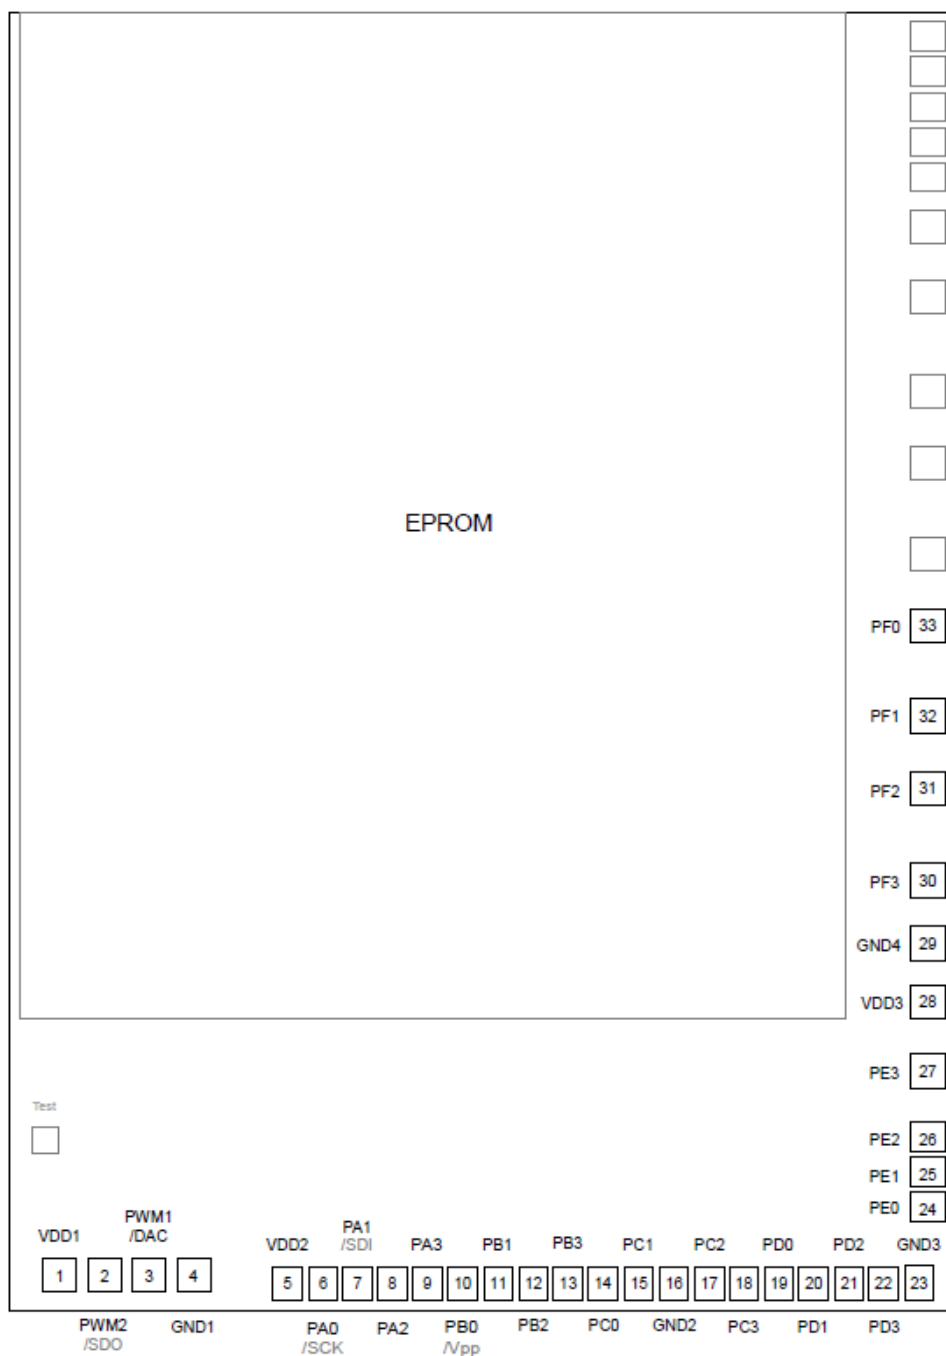 EPROM
PF0 33
PF1 32
PF2 31
PF3 30
GND4 29
VDD3 28
PE3 27
Test
PE2 26
PE1 25
PE0 24
VDD1 PWM1 /DAC VDD2 PA1 /SDI PA3 PB1 PB3 PC1 PC2 PD0 PD2 GND3
1 2 3 4 5 6 7 8 9 10 11 12 13 14 15 16 17 18 19 20 21 22 23
PWM2 GND1 PA0 PA2 PB0 PB2 PC0 GND2 PC3 PD1 PD3
/SDO /SCK /Vpp